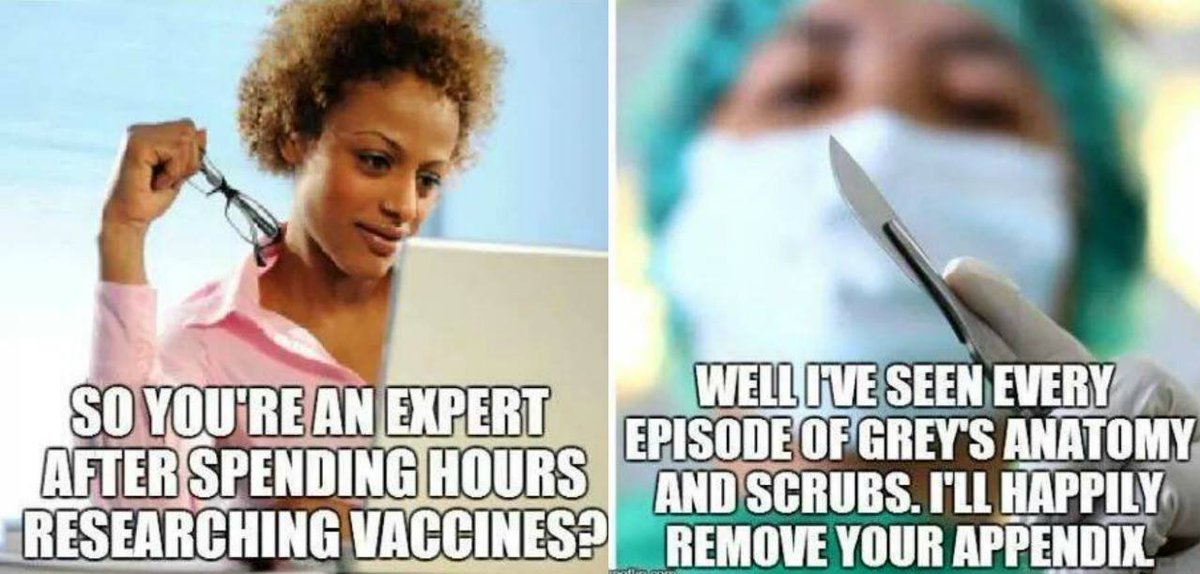 SO YOU'RE AN EXPERT
AFTER SPENDING HOURS
RESEARCHING VACCINES?
WELL I'VE SEEN EVERY
EPISODE OF GREY'S ANATOMY
AND SCRUBS. I'LL HAPPILY
REMOVE YOUR APPENDIX.